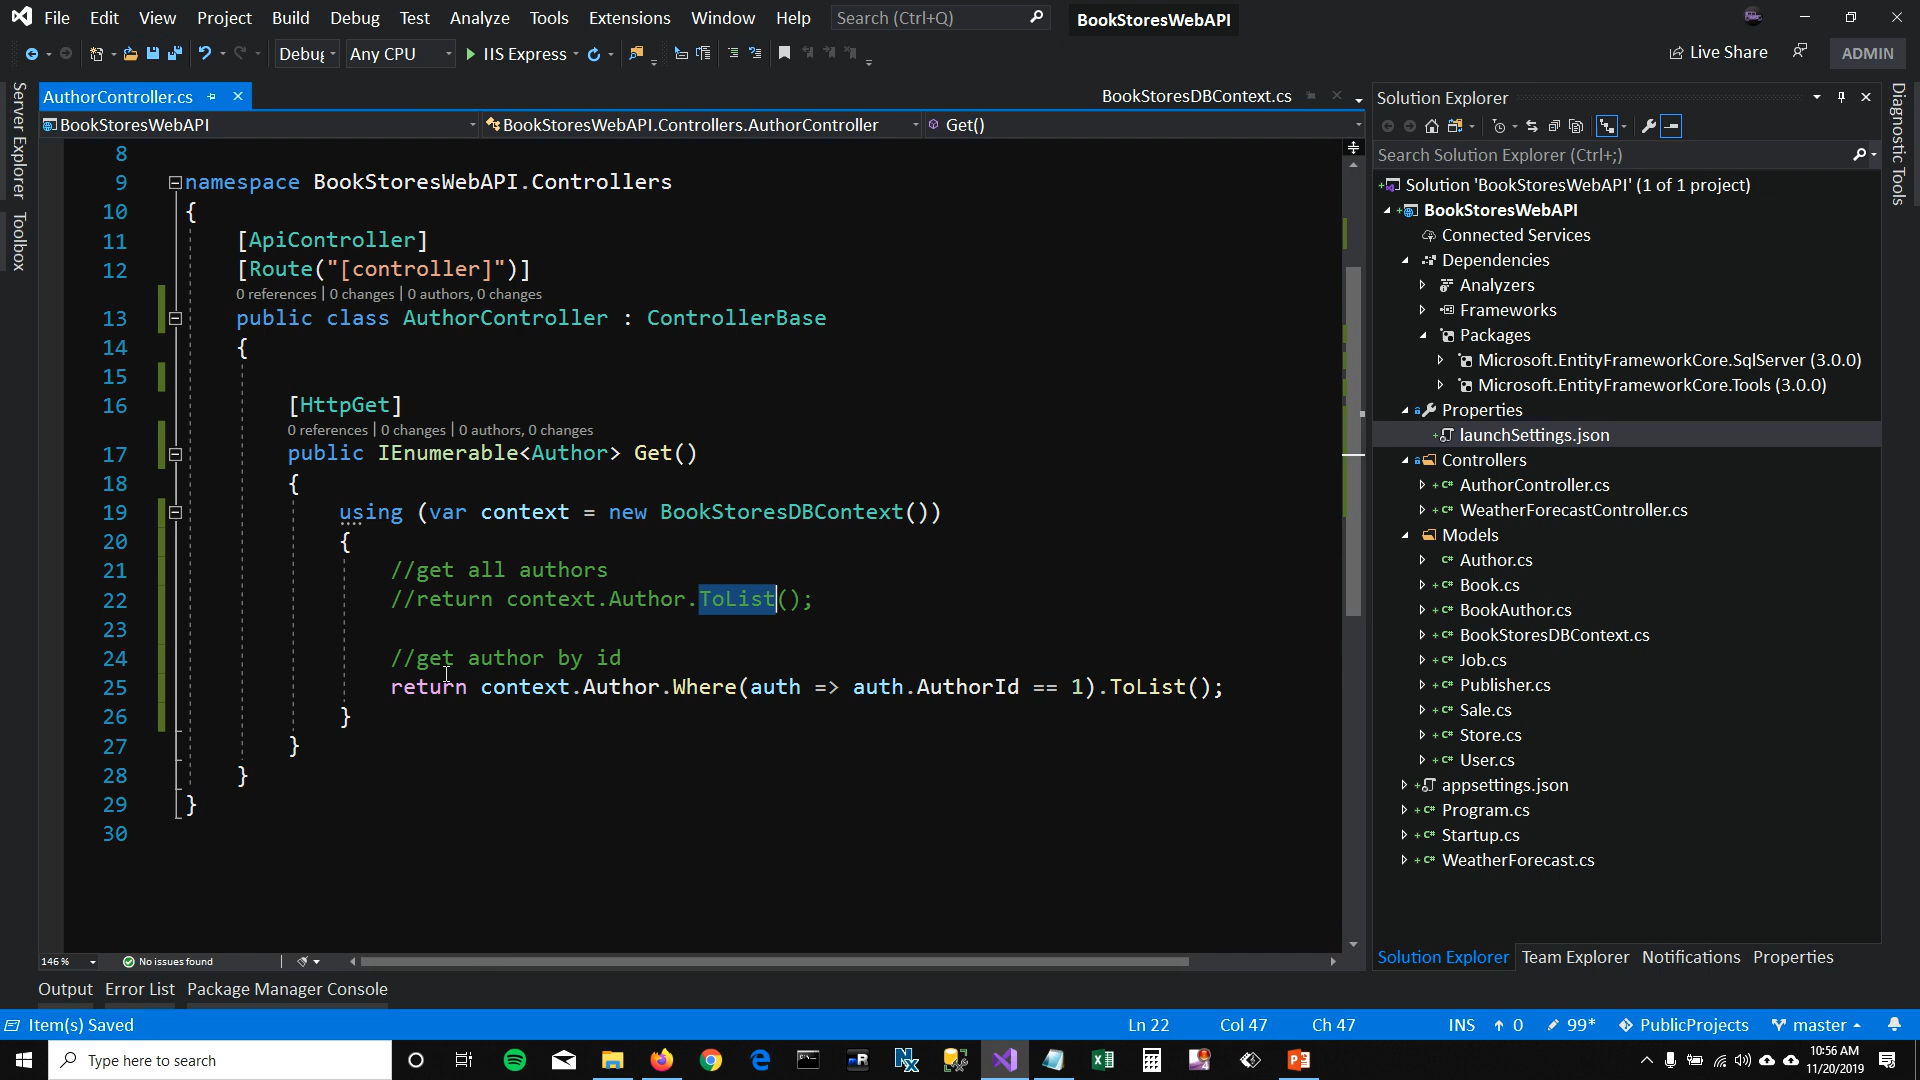 File Edit View Project Build Debug Test Analyze Tools Extensions Window Help Search (Ctrl+Q) BookStoresWebAPI
Debug Any CPU IIS Express Live Share ADMIN
Server Explorer
Toolbox
AuthorController.cs BookStoresDBContext.cs
BookStoresWebAPI BookStoresWebAPI.Controllers.AuthorController Get()
8
9 namespace BookStoresWebAPI.Controllers
10 {
11 [ApiController]
12 [Route("[controller]")]
0 references | 0 changes | 0 authors, 0 changes
13 public class AuthorController : ControllerBase
14 {
15
16 [HttpGet]
0 references | 0 changes | 0 authors, 0 changes
17 public IEnumerable<Author> Get()
18 {
19 using (var context = new BookStoresDBContext())
20 {
21 //get all authors
22 //return context.Author.ToList();
23
24 //get author by id
25 return context.Author.Where(auth => auth.AuthorId == 1).ToList();
26 }
27 }
28 }
29 }
30
146 % No issues found
Output Error List Package Manager Console
Solution Explorer
Search Solution Explorer (Ctrl+;)
Solution 'BookStoresWebAPI' (1 of 1 project)
BookStoresWebAPI
Connected Services
Dependencies
Analyzers
Frameworks
Packages
Microsoft.EntityFrameworkCore.SqlServer (3.0.0)
Microsoft.EntityFrameworkCore.Tools (3.0.0)
Properties
launchSettings.json
Controllers
AuthorController.cs
WeatherForecastController.cs
Models
Author.cs
Book.cs
BookAuthor.cs
BookStoresDBContext.cs
Job.cs
Publisher.cs
Sale.cs
Store.cs
User.cs
appsettings.json
Program.cs
Startup.cs
WeatherForecast.cs
Solution Explorer Team Explorer Notifications Properties
Diagnostic Tools
Item(s) Saved Ln 22 Col 47 Ch 47 INS 0 99* PublicProjects master
Type here to search 10:56 AM
11/20/2019